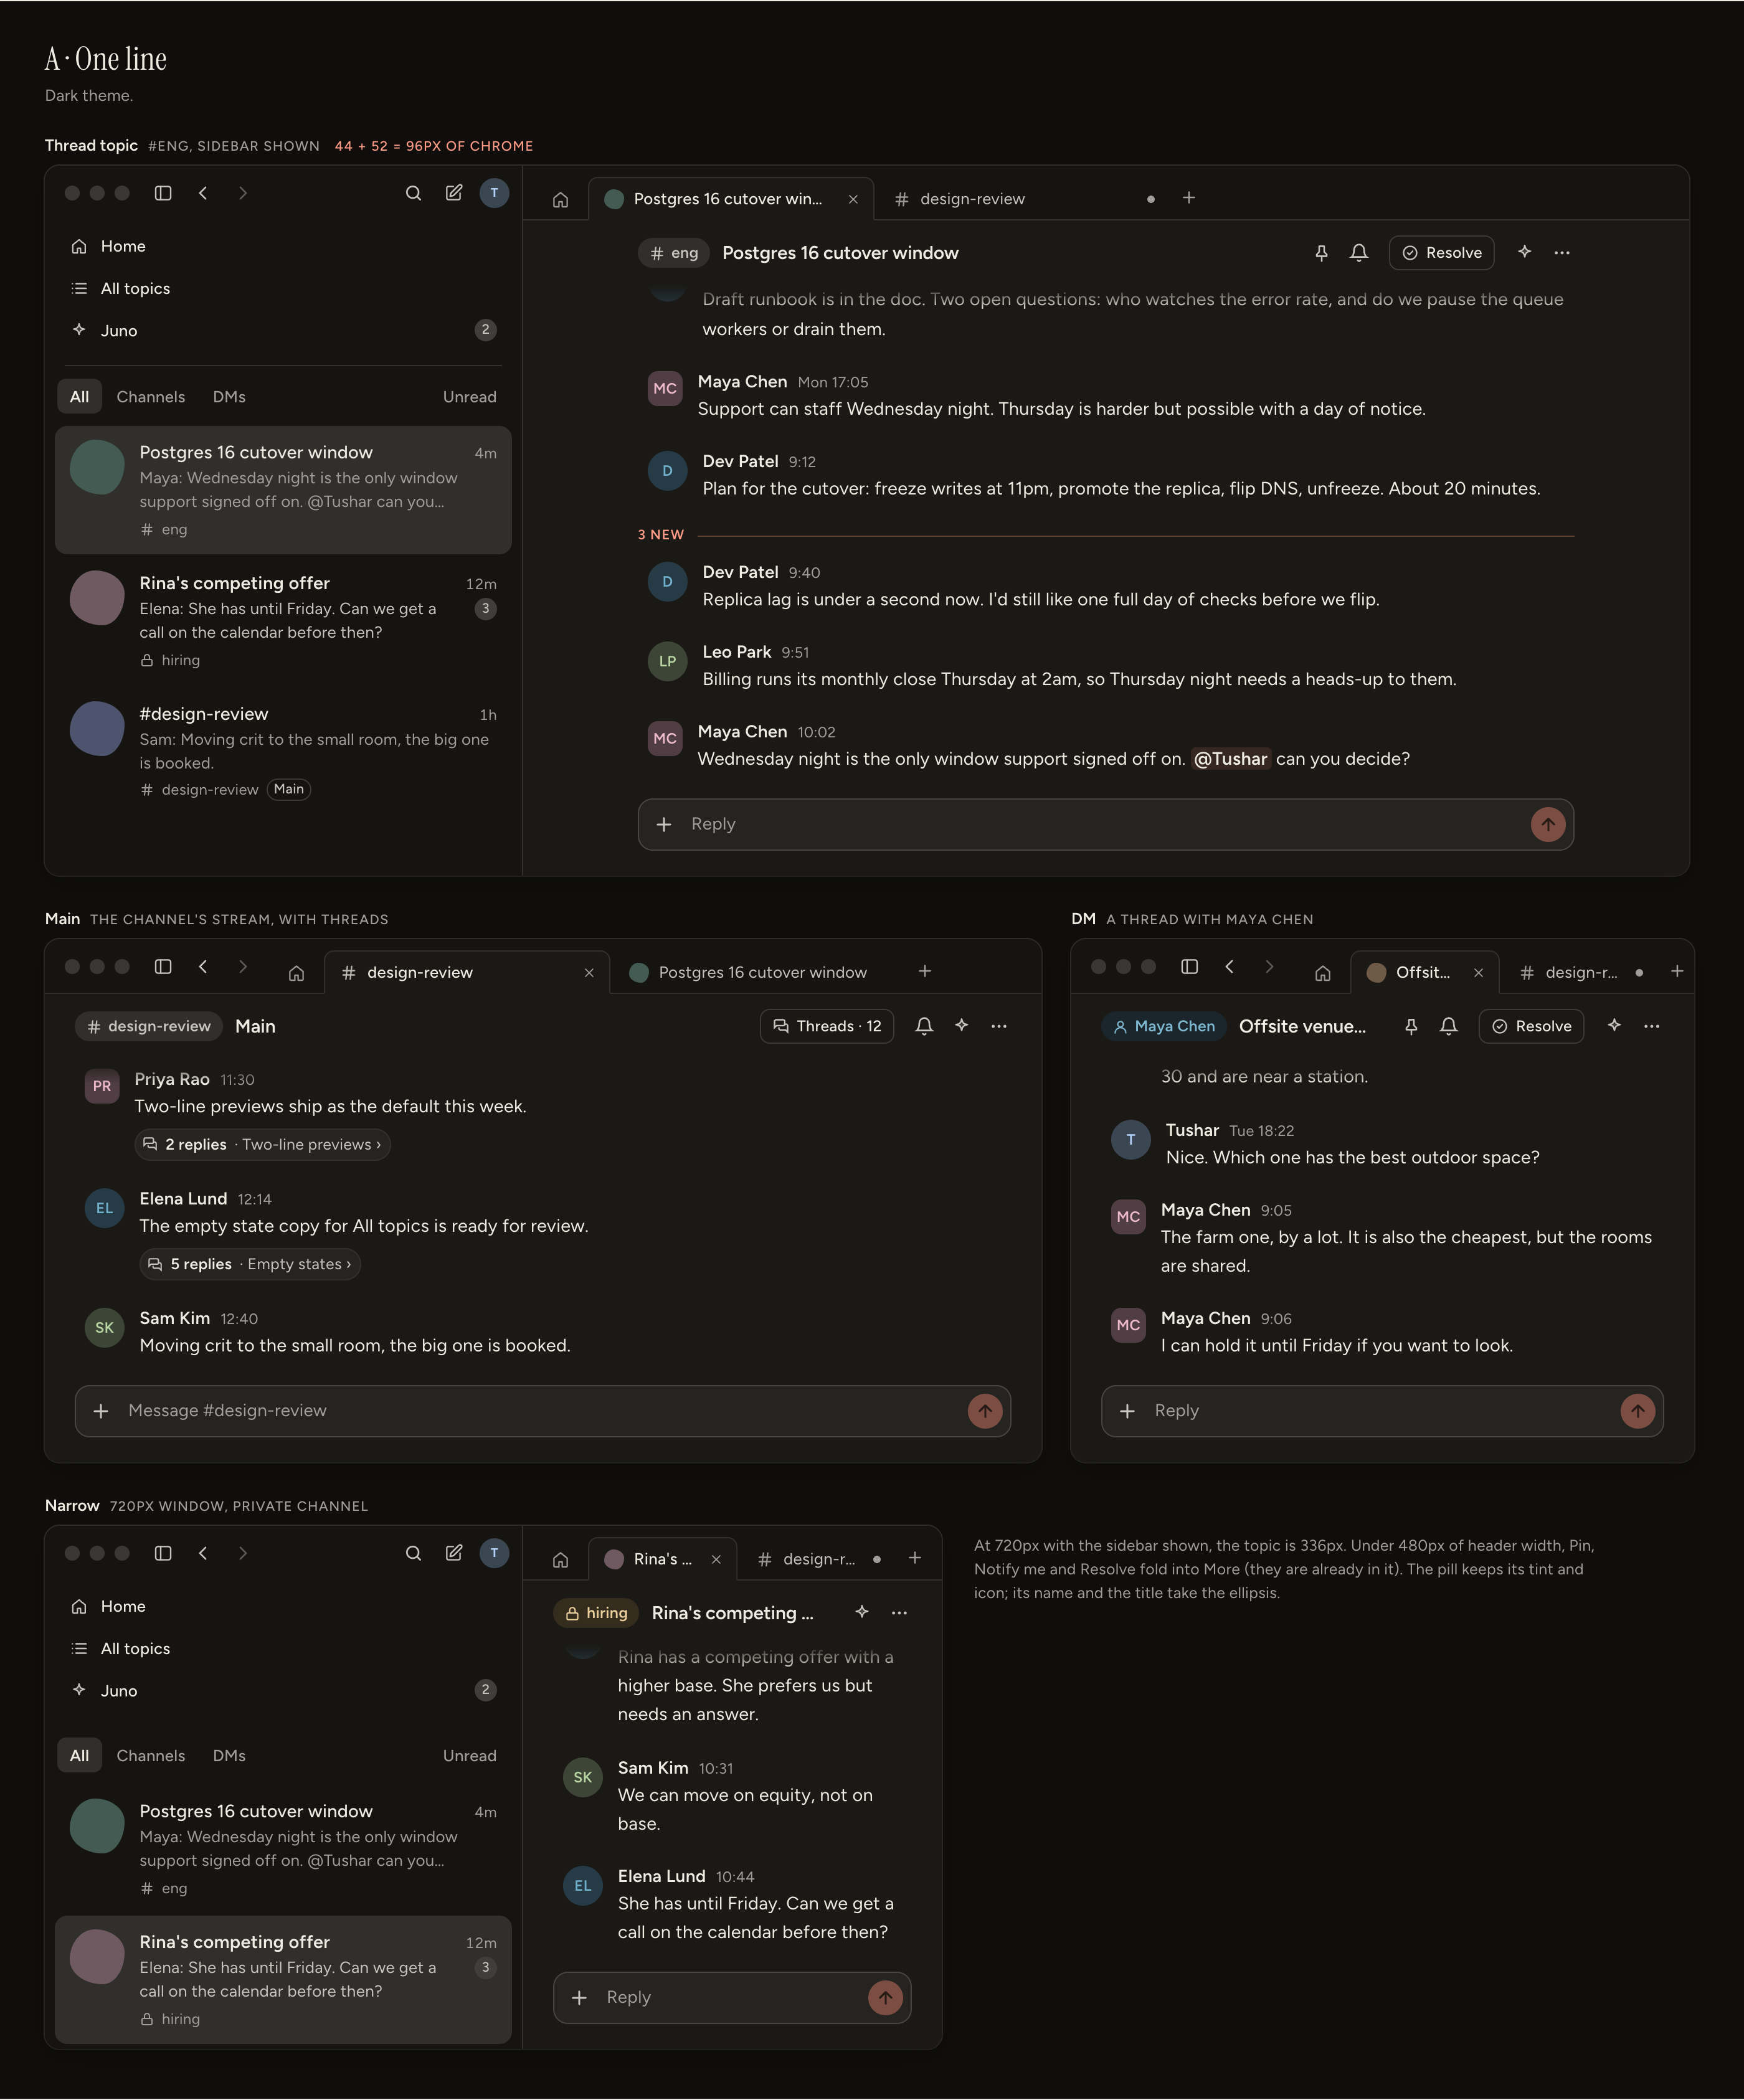 A · One line
Dark theme.
Thread topic #ENG, SIDEBAR SHOWN 44 + 52 = 96PX OF CHROME
T
Home
All topics
Juno 2
All Channels DMs Unread
Postgres 16 cutover window 4m
Maya: Wednesday night is the only window
support signed off on. @Tushar can you...
# eng
Rina's competing offer 12m
Elena: She has until Friday. Can we get a 3
call on the calendar before then?
hiring
#design-review 1h
Sam: Moving crit to the small room, the big one
is booked.
# design-review Main
Postgres 16 cutover win... # design-review
# eng Postgres 16 cutover window Resolve
Draft runbook is in the doc. Two open questions: who watches the error rate, and do we pause the queue
workers or drain them.
MC Maya Chen Mon 17:05
Support can staff Wednesday night. Thursday is harder but possible with a day of notice.
D Dev Patel 9:12
Plan for the cutover: freeze writes at 11pm, promote the replica, flip DNS, unfreeze. About 20 minutes.
3 NEW
D Dev Patel 9:40
Replica lag is under a second now. I'd still like one full day of checks before we flip.
LP Leo Park 9:51
Billing runs its monthly close Thursday at 2am, so Thursday night needs a heads-up to them.
MC Maya Chen 10:02
Wednesday night is the only window support signed off on. @Tushar can you decide?
Reply
Main THE CHANNEL'S STREAM, WITH THREADS
# design-review Postgres 16 cutover window
# design-review Main Threads · 12
PR Priya Rao 11:30
Two-line previews ship as the default this week.
2 replies · Two-line previews ›
EL Elena Lund 12:14
The empty state copy for All topics is ready for review.
5 replies · Empty states ›
SK Sam Kim 12:40
Moving crit to the small room, the big one is booked.
Message #design-review
DM A THREAD WITH MAYA CHEN
Offsit... # design-r...
Maya Chen Offsite venue... Resolve
30 and are near a station.
T Tushar Tue 18:22
Nice. Which one has the best outdoor space?
MC Maya Chen 9:05
The farm one, by a lot. It is also the cheapest, but the rooms
are shared.
MC Maya Chen 9:06
I can hold it until Friday if you want to look.
Reply
Narrow 720PX WINDOW, PRIVATE CHANNEL
T
Home
All topics
Juno 2
All Channels DMs Unread
Postgres 16 cutover window 4m
Maya: Wednesday night is the only window
support signed off on. @Tushar can you...
# eng
Rina's competing offer 12m
Elena: She has until Friday. Can we get a 3
call on the calendar before then?
hiring
Rina's ... # design-r...
hiring Rina's competing ...
Rina has a competing offer with a
higher base. She prefers us but
needs an answer.
SK Sam Kim 10:31
We can move on equity, not on
base.
EL Elena Lund 10:44
She has until Friday. Can we get a
call on the calendar before then?
Reply
At 720px with the sidebar shown, the topic is 336px. Under 480px of header width, Pin,
Notify me and Resolve fold into More (they are already in it). The pill keeps its tint and
icon; its name and the title take the ellipsis.